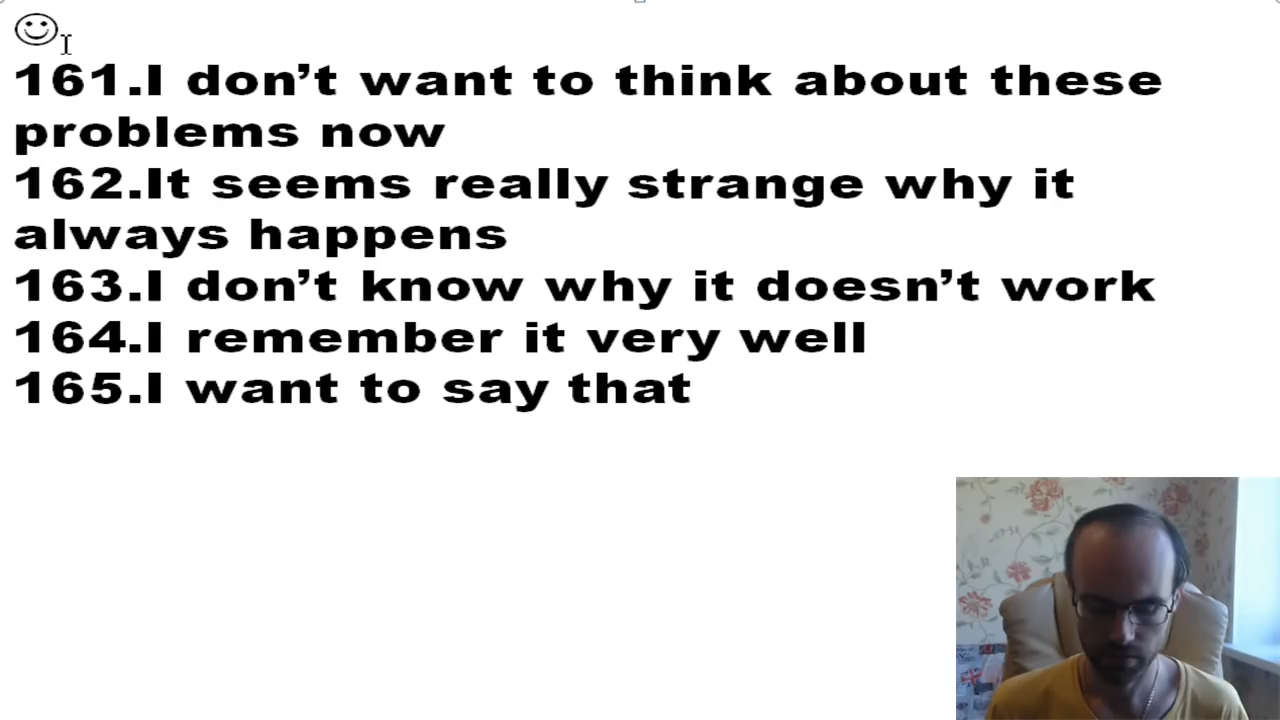 161.I don’t want to think about these
problems now
162.It seems really strange why it
always happens
163.I don’t know why it doesn’t work
164.I remember it very well
165.I want to say that